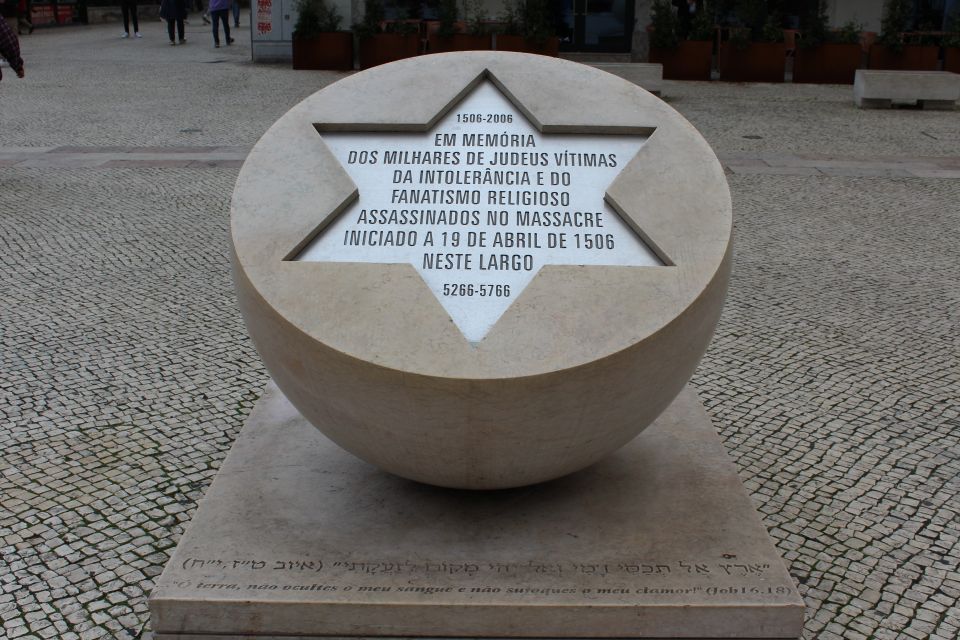 1506-2006
EM MEMÓRIA
DOS MILHARES DE JUDEUS VÍTIMAS
DA INTOLERÂNCIA E DO
FANATISMO RELIGIOSO
ASSASSINADOS NO MASSACRE
INICIADO A 19 DE ABRIL DE 1506
NESTE LARGO
5266-5766
"ארץ אל תכסי דמי ואל יהי מקום לזעקתי" (איוב ט"ז,י"ח)
"Ó terra, não ocultes o meu sangue e não sufoques o meu clamor!" (Job16.18)